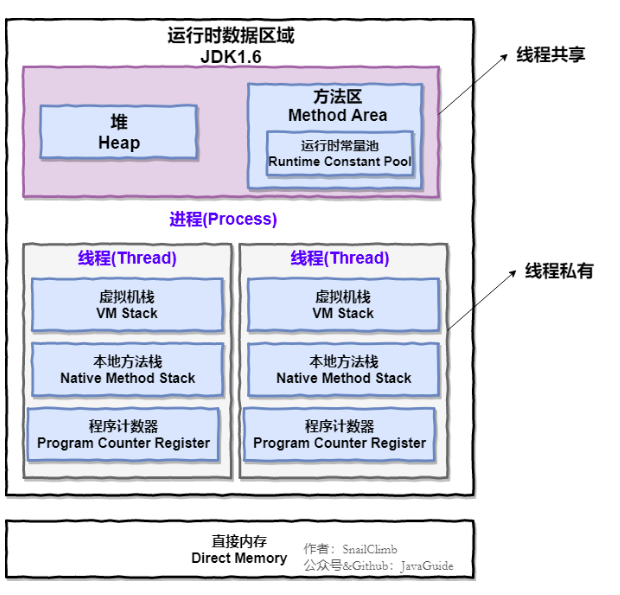 运行时数据区域
JDK1.6
线程共享
堆
Heap
方法区
Method Area
运行时常量池
Runtime Constant Pool
进程(Process)
线程(Thread)
虚拟机栈
VM Stack
本地方法栈
Native Method Stack
程序计数器
Program Counter Register
线程(Thread)
虚拟机栈
VM Stack
本地方法栈
Native Method Stack
程序计数器
Program Counter Register
线程私有
直接内存
Direct Memory
作者：SnailClimb
公众号&Github：JavaGuide